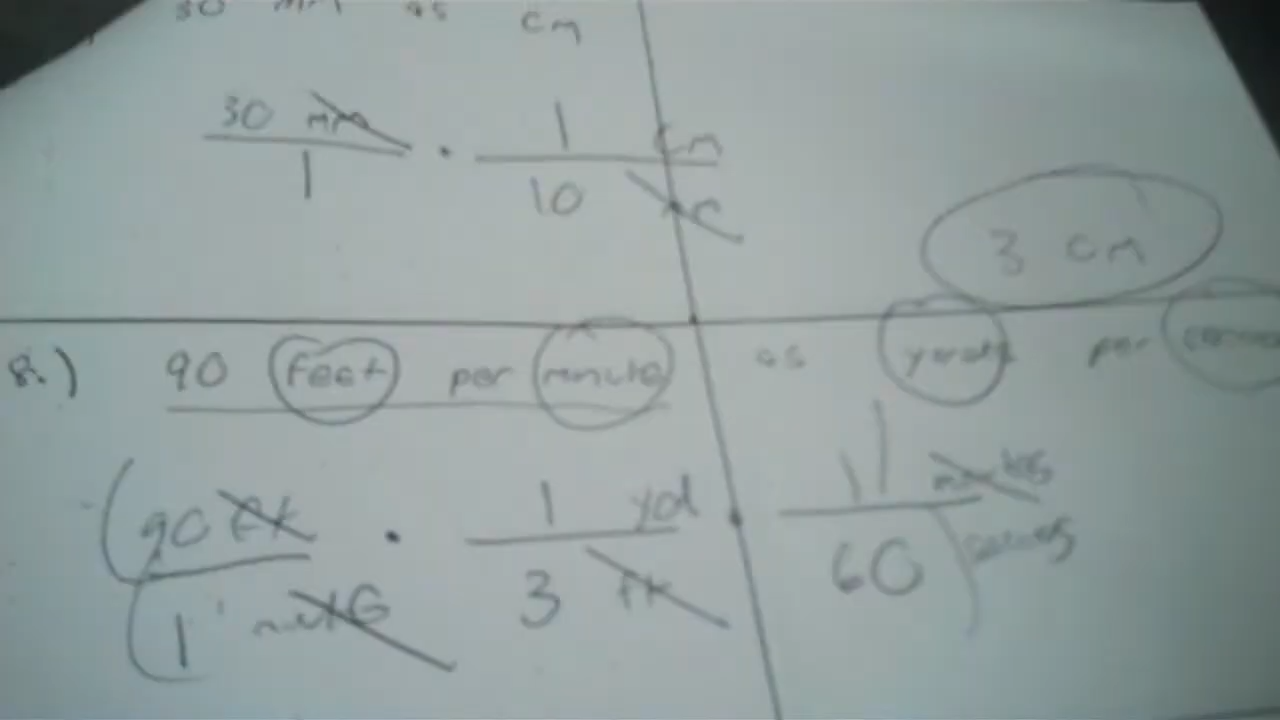 30 mm as cm
30 mm · 1 cm
1 10
3 cm
8.) 90 feet per minute as yards per
90 ft · 1 yd · 1
1 3 ft 60